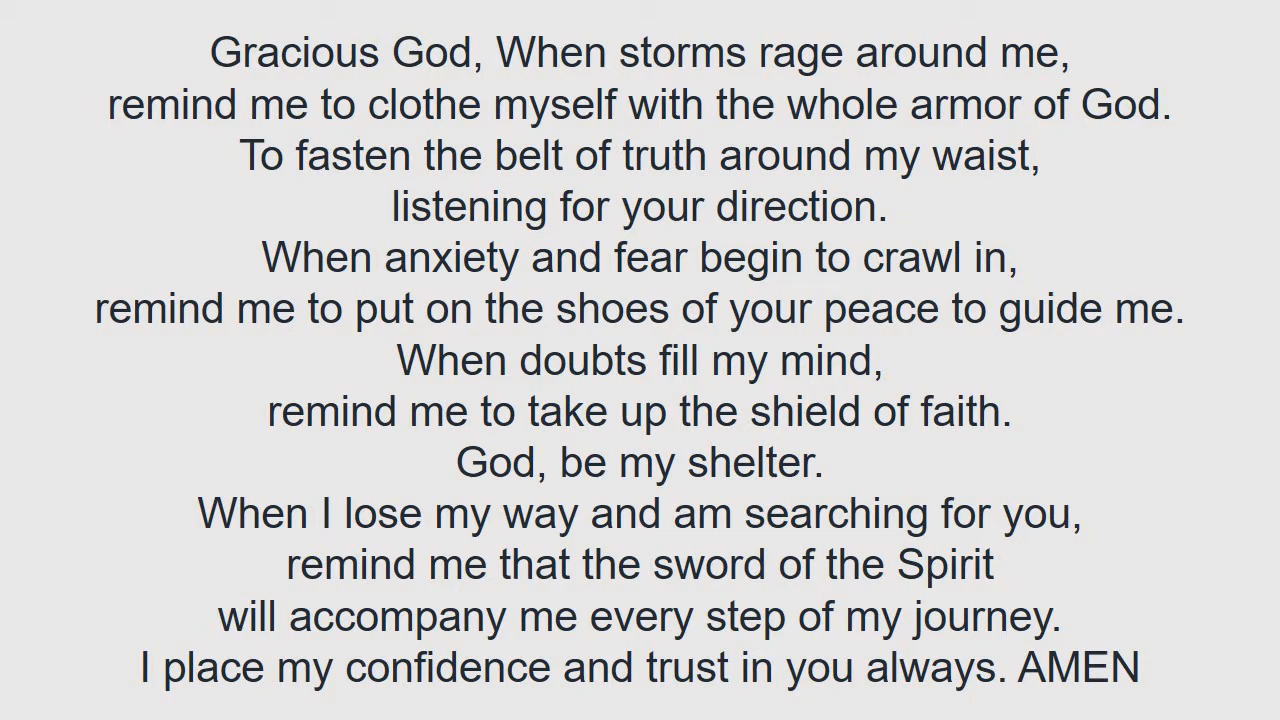 Gracious God, When storms rage around me,
remind me to clothe myself with the whole armor of God.
To fasten the belt of truth around my waist,
listening for your direction.
When anxiety and fear begin to crawl in,
remind me to put on the shoes of your peace to guide me.
When doubts fill my mind,
remind me to take up the shield of faith.
God, be my shelter.
When I lose my way and am searching for you,
remind me that the sword of the Spirit
will accompany me every step of my journey.
I place my confidence and trust in you always. AMEN